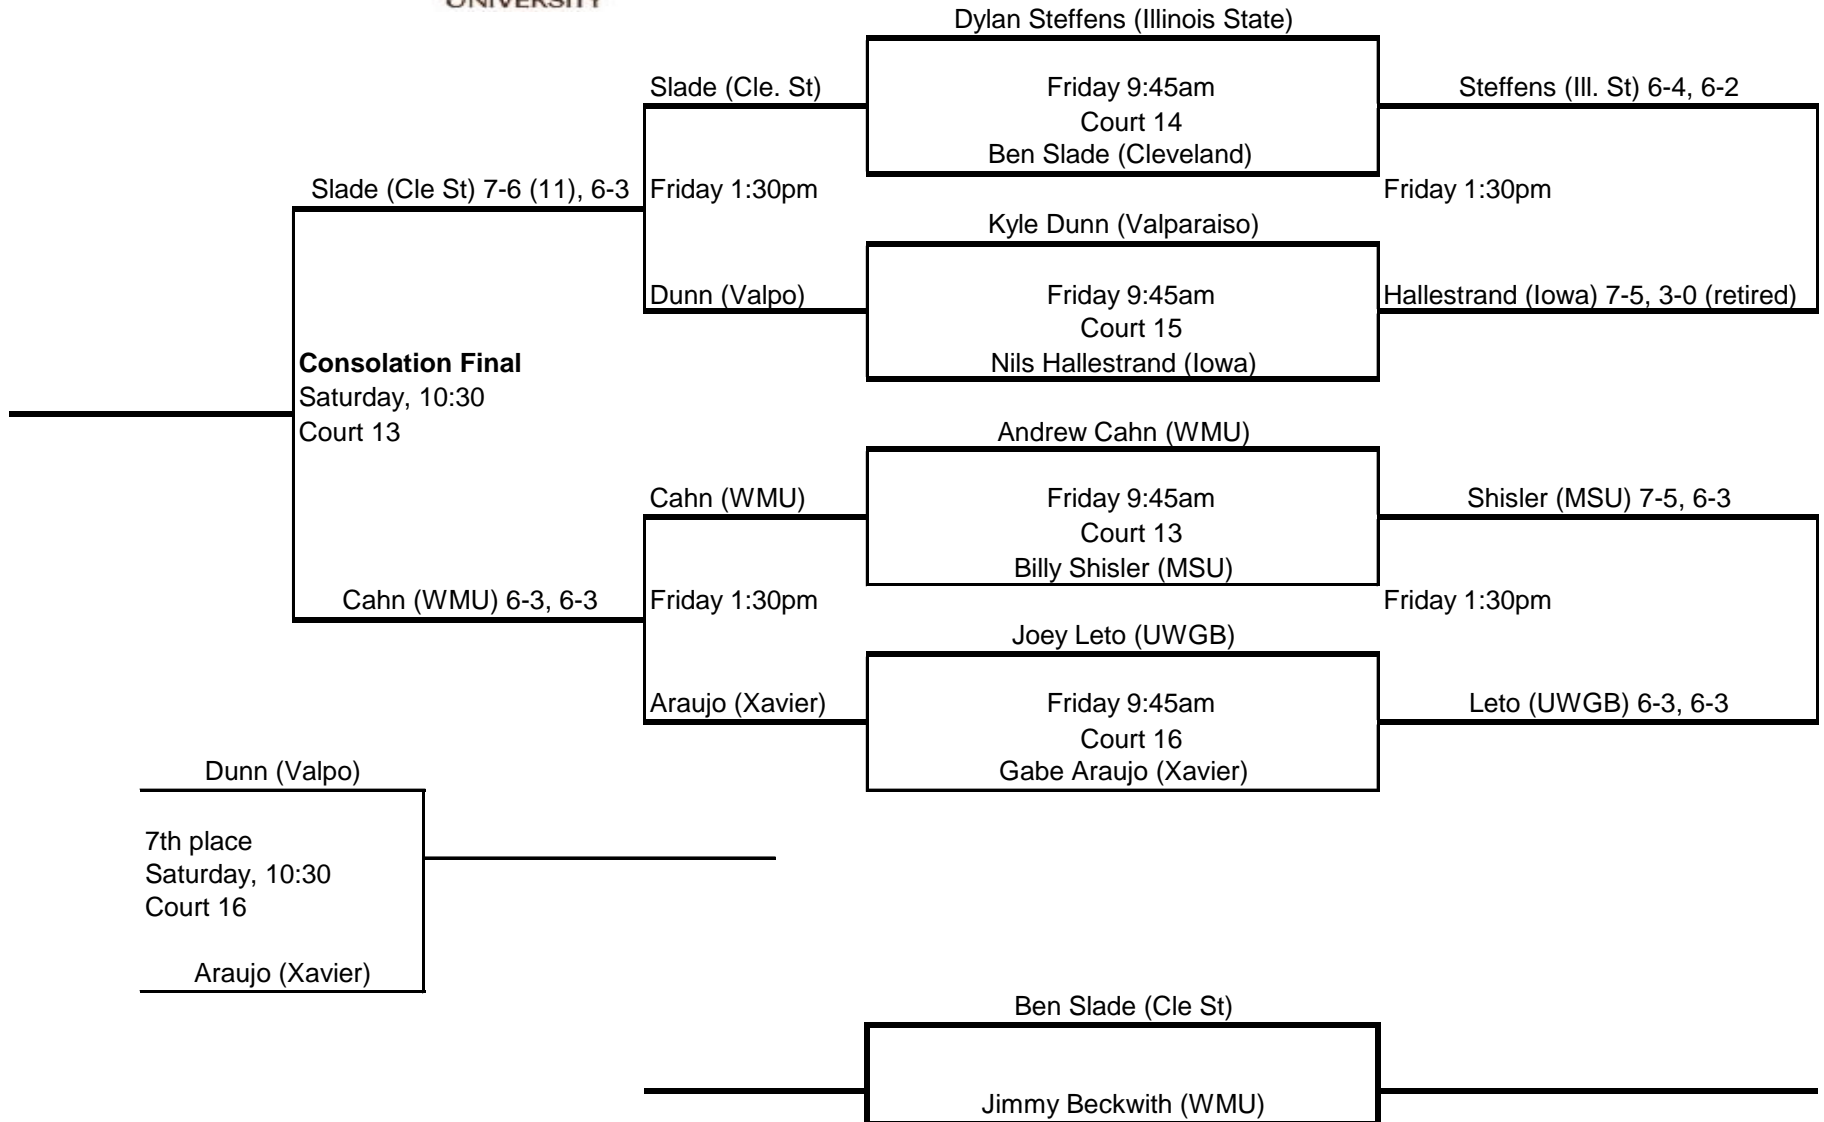 UNIVERSITY
Dylan Steffens (Illinois State)
Slade (Cle. St)
Friday 9:45am
Steffens (Ill. St) 6-4, 6-2
Court 14
Ben Slade (Cleveland)
Slade (Cle St) 7-6 (11), 6-3
Friday 1:30pm
Friday 1:30pm
Kyle Dunn (Valparaiso)
Dunn (Valpo)
Friday 9:45am
Hallestrand (Iowa) 7-5, 3-0 (retired)
Court 15
Nils Hallestrand (Iowa)
Consolation Final
Saturday, 10:30
Court 13
Andrew Cahn (WMU)
Cahn (WMU)
Friday 9:45am
Shisler (MSU) 7-5, 6-3
Court 13
Billy Shisler (MSU)
Cahn (WMU) 6-3, 6-3
Friday 1:30pm
Friday 1:30pm
Joey Leto (UWGB)
Araujo (Xavier)
Friday 9:45am
Leto (UWGB) 6-3, 6-3
Court 16
Gabe Araujo (Xavier)
Dunn (Valpo)
7th place
Saturday, 10:30
Court 16
Araujo (Xavier)
Ben Slade (Cle St)
Jimmy Beckwith (WMU)